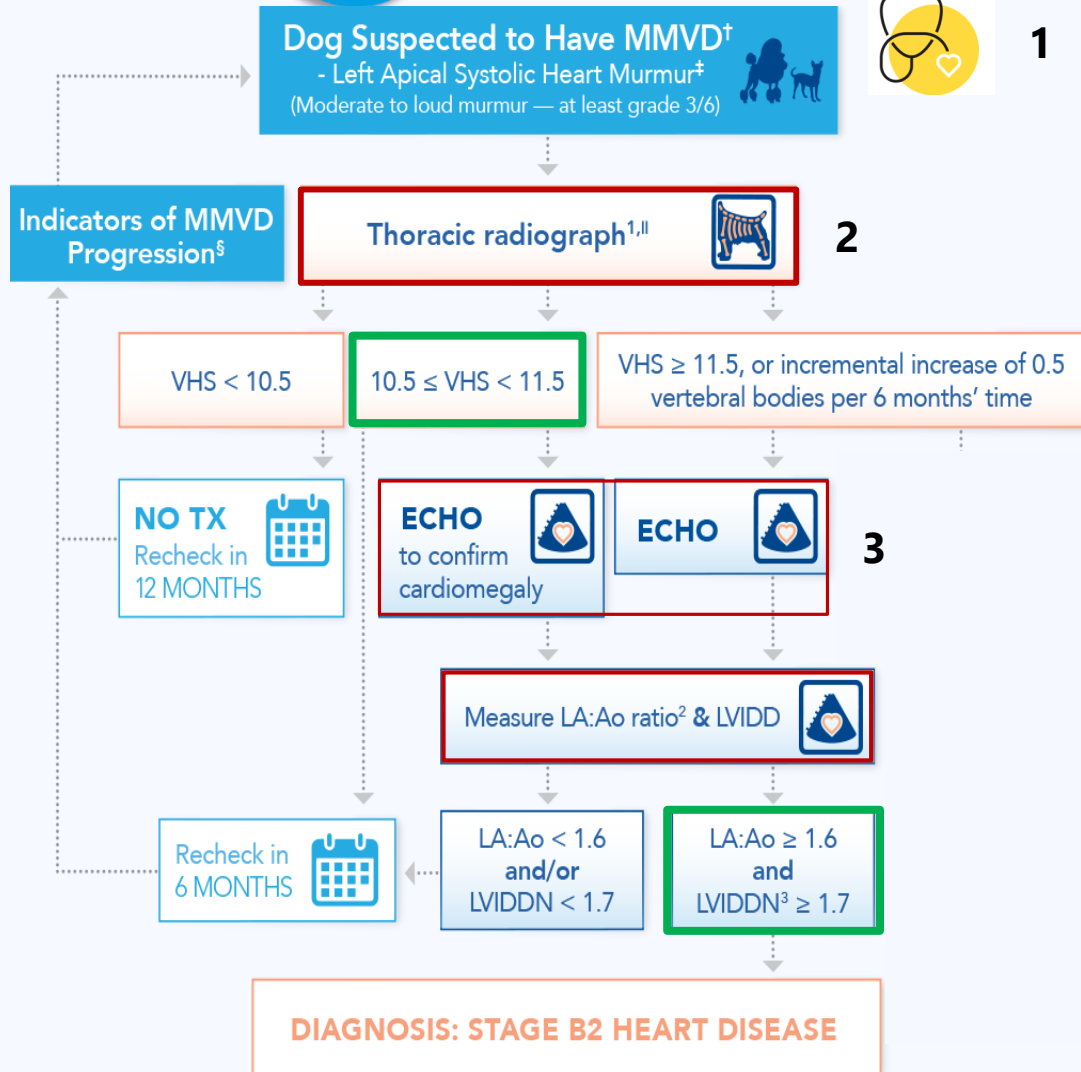 Dog Suspected to Have MMVD†
- Left Apical Systolic Heart Murmur‡
(Moderate to loud murmur — at least grade 3/6)
1
Indicators of MMVD
Progression§
Thoracic radiograph1,II
2
VHS < 10.5
10.5 ≤ VHS < 11.5
VHS ≥ 11.5, or incremental increase of 0.5
vertebral bodies per 6 months’ time
NO TX
Recheck in
12 MONTHS
ECHO
to confirm
cardiomegaly
ECHO
3
Measure LA:Ao ratio2 & LVIDD
Recheck in
6 MONTHS
LA:Ao < 1.6
and/or
LVIDDN < 1.7
LA:Ao ≥ 1.6
and
LVIDDN3 ≥ 1.7
DIAGNOSIS: STAGE B2 HEART DISEASE